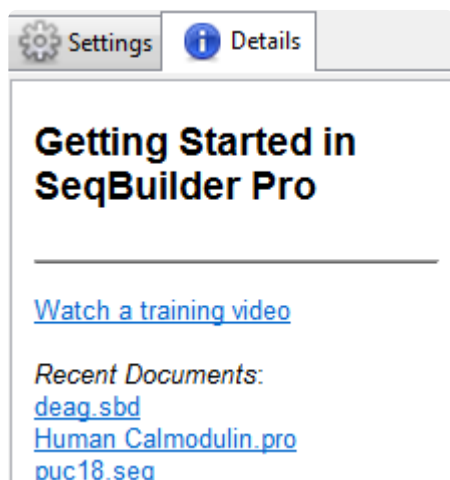 Settings Details
Getting Started in
SeqBuilder Pro
Watch a training video
Recent Documents:
deag.sbd
Human Calmodulin.pro
puc18.seq